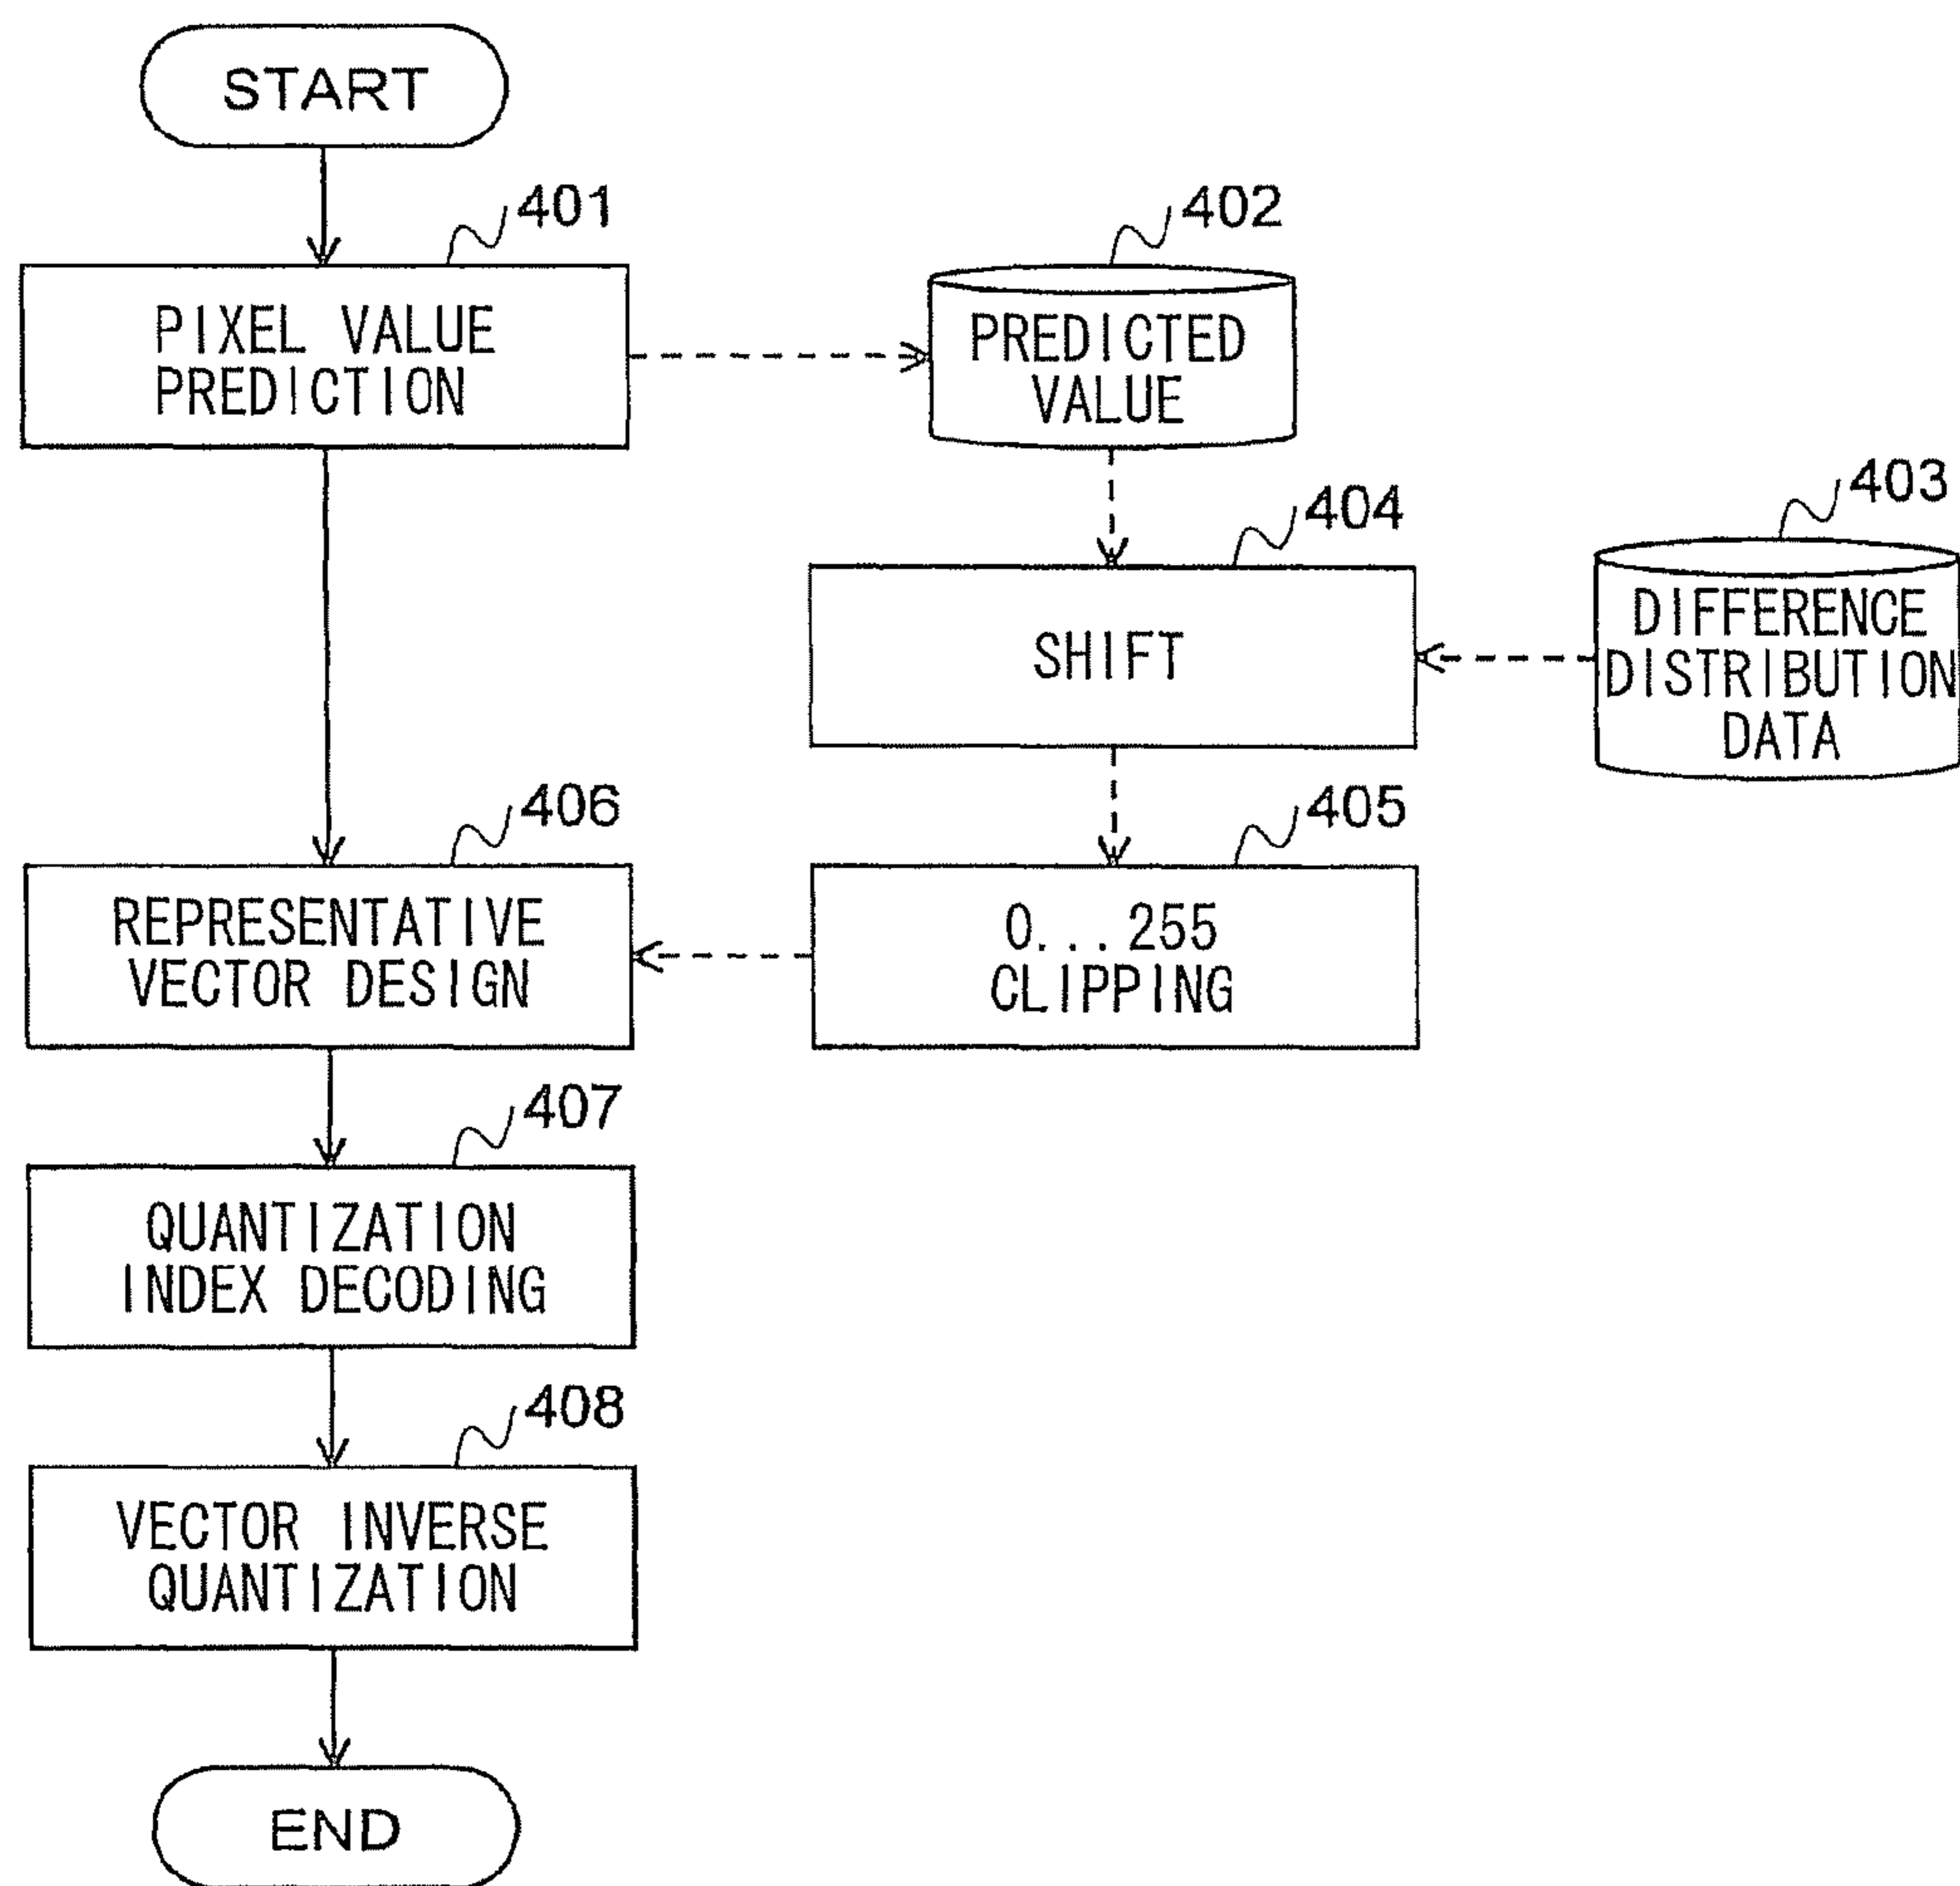 START
401
PIXEL VALUE
PREDICTION
402
PREDICTED
VALUE
403
DIFFERENCE
DISTRIBUTION
DATA
404
SHIFT
405
0...255
CLIPPING
406
REPRESENTATIVE
VECTOR DESIGN
407
QUANTIZATION
INDEX DECODING
408
VECTOR INVERSE
QUANTIZATION
END